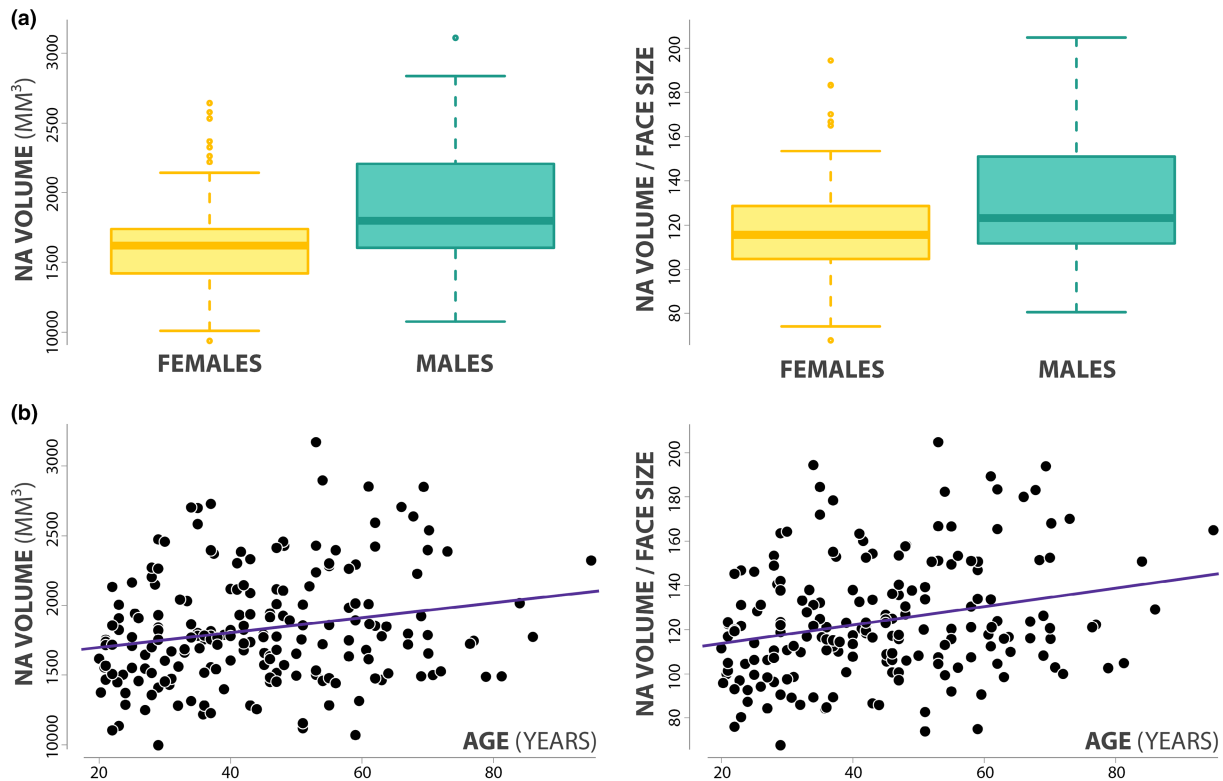 (a)
NA VOLUME (MM³)
3000
2500
2000
1500
10000
FEMALES
MALES
NA VOLUME / FACE SIZE
200
180
160
140
120
100
80
FEMALES
MALES
(b)
NA VOLUME (MM³)
3000
2500
2000
1500
10000
AGE (YEARS)
20 40 60 80
NA VOLUME / FACE SIZE
200
180
160
140
120
100
80
AGE (YEARS)
20 40 60 80